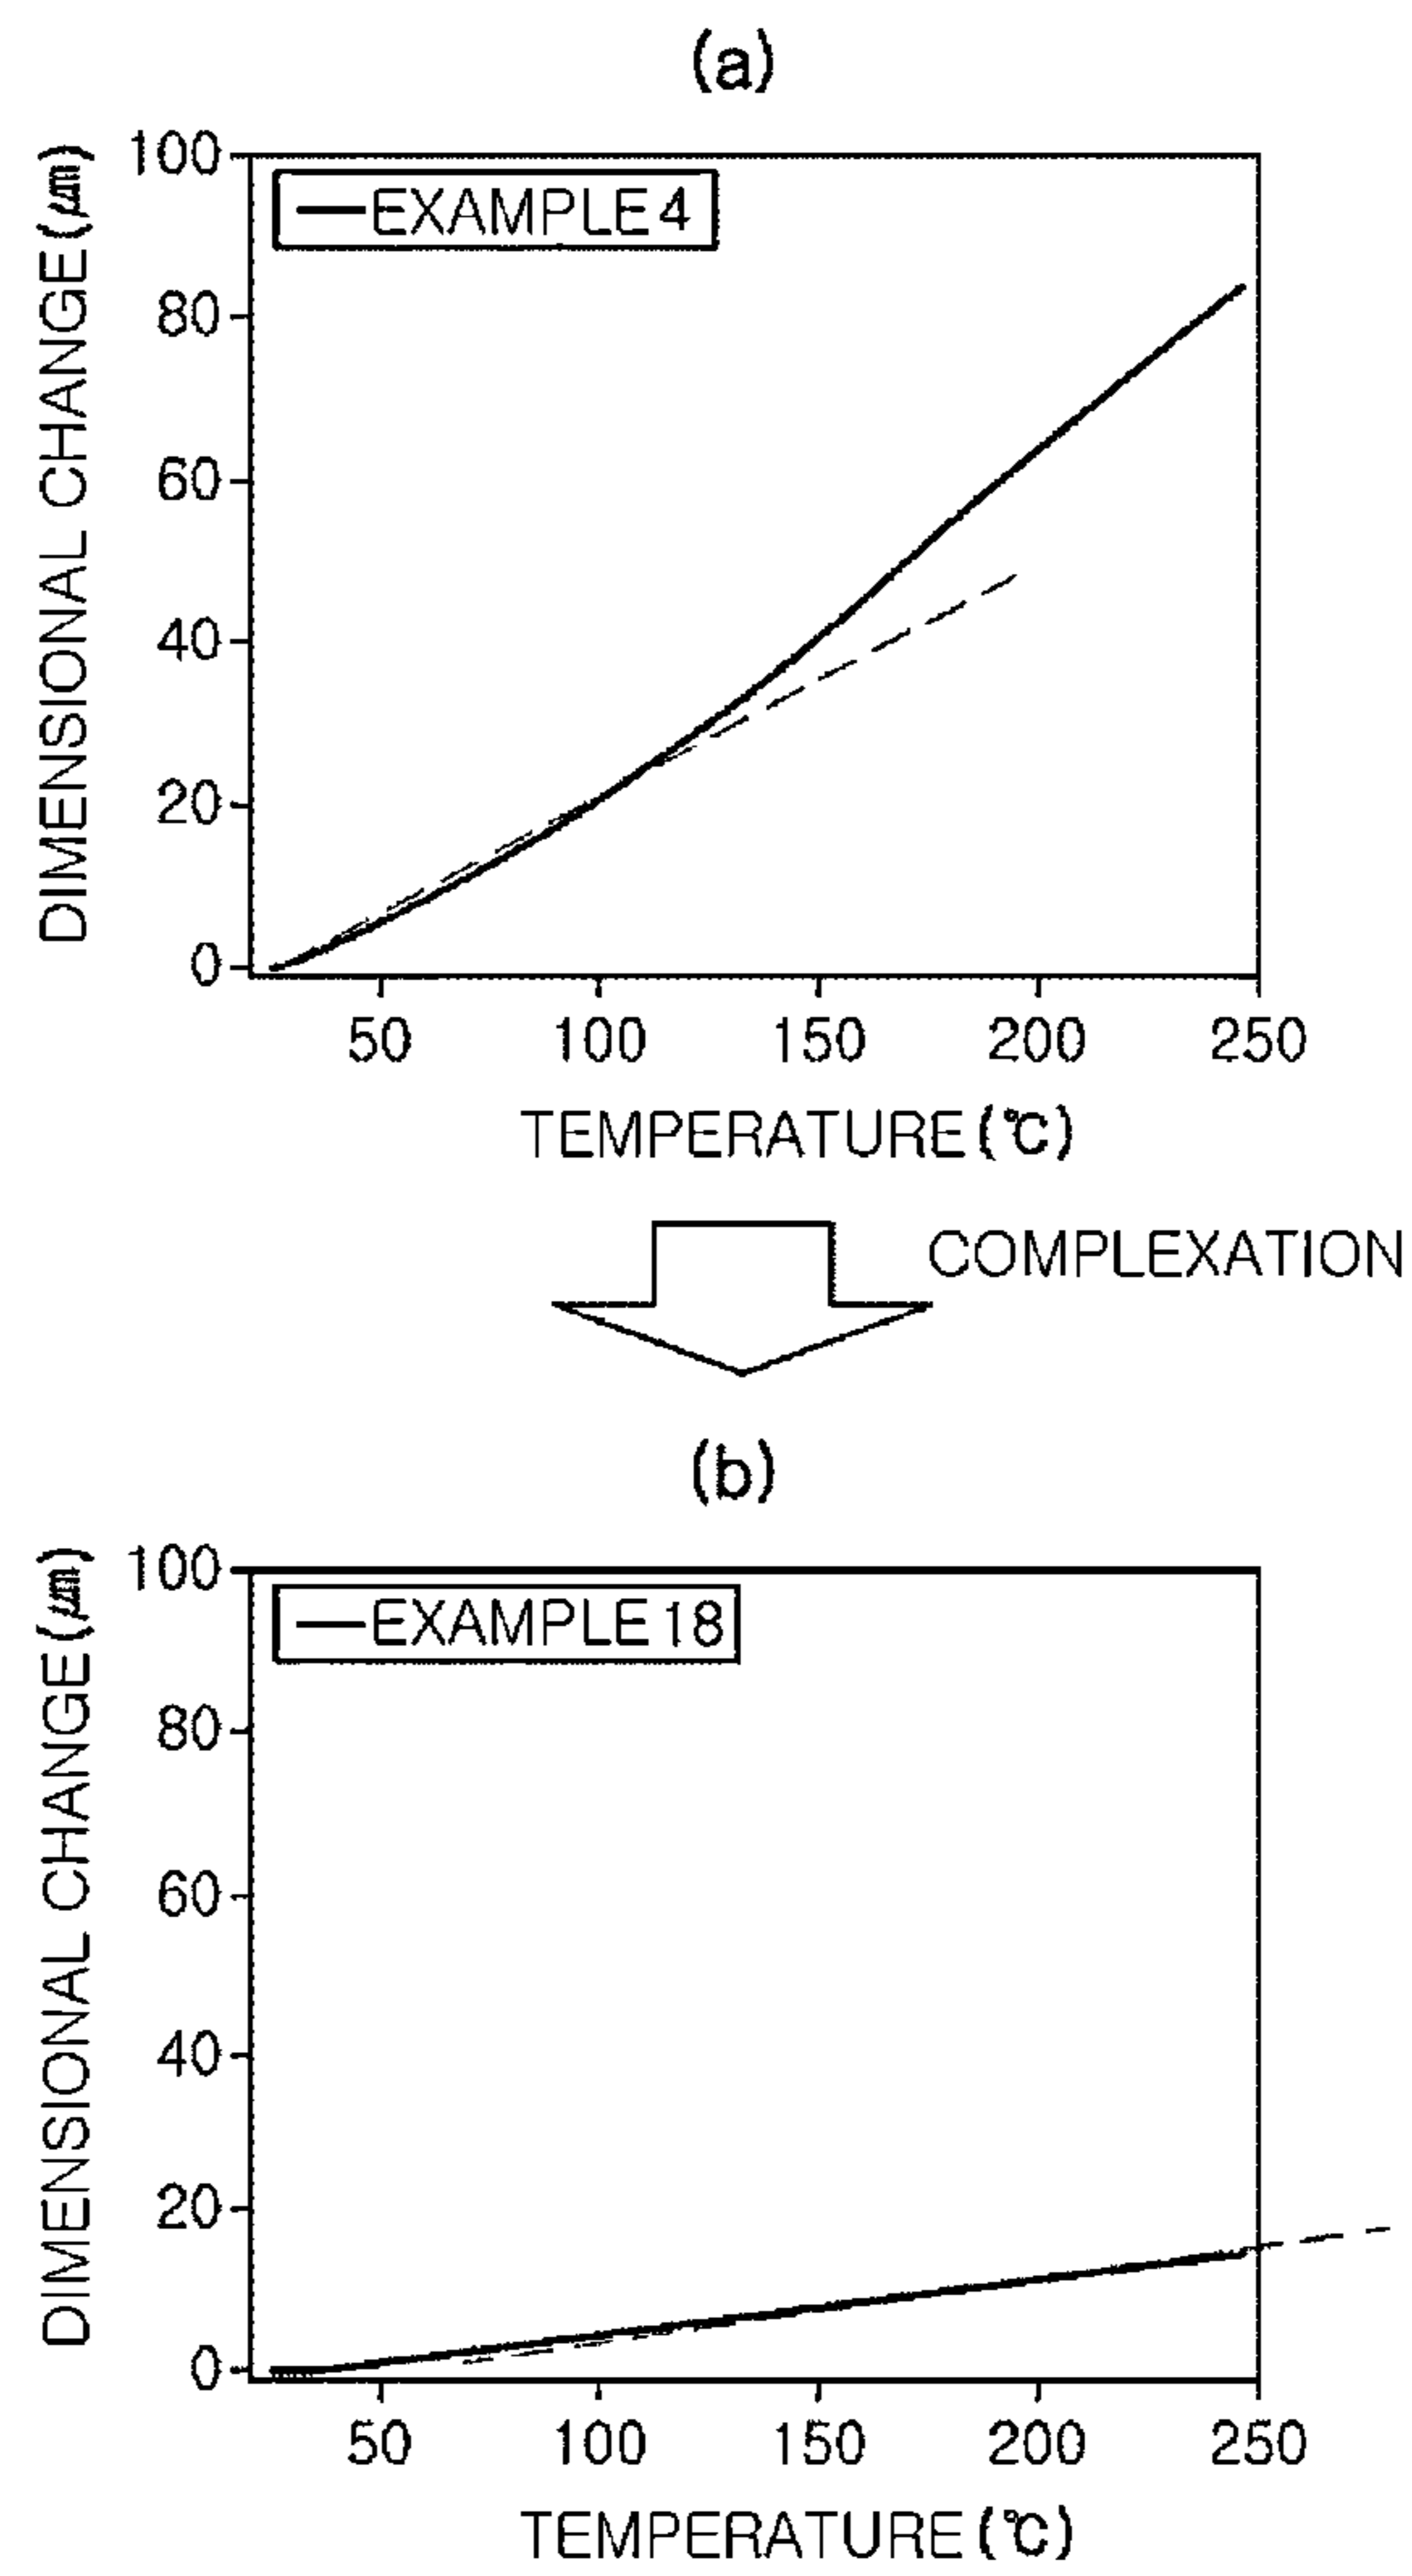 (a)
DIMENSIONAL CHANGE(㎛)
100
80
60
40
20
0
EXAMPLE 4
50 100 150 200 250
TEMPERATURE(℃)
COMPLEXATION
(b)
DIMENSIONAL CHANGE(㎛)
100
80
60
40
20
0
EXAMPLE 18
50 100 150 200 250
TEMPERATURE(℃)